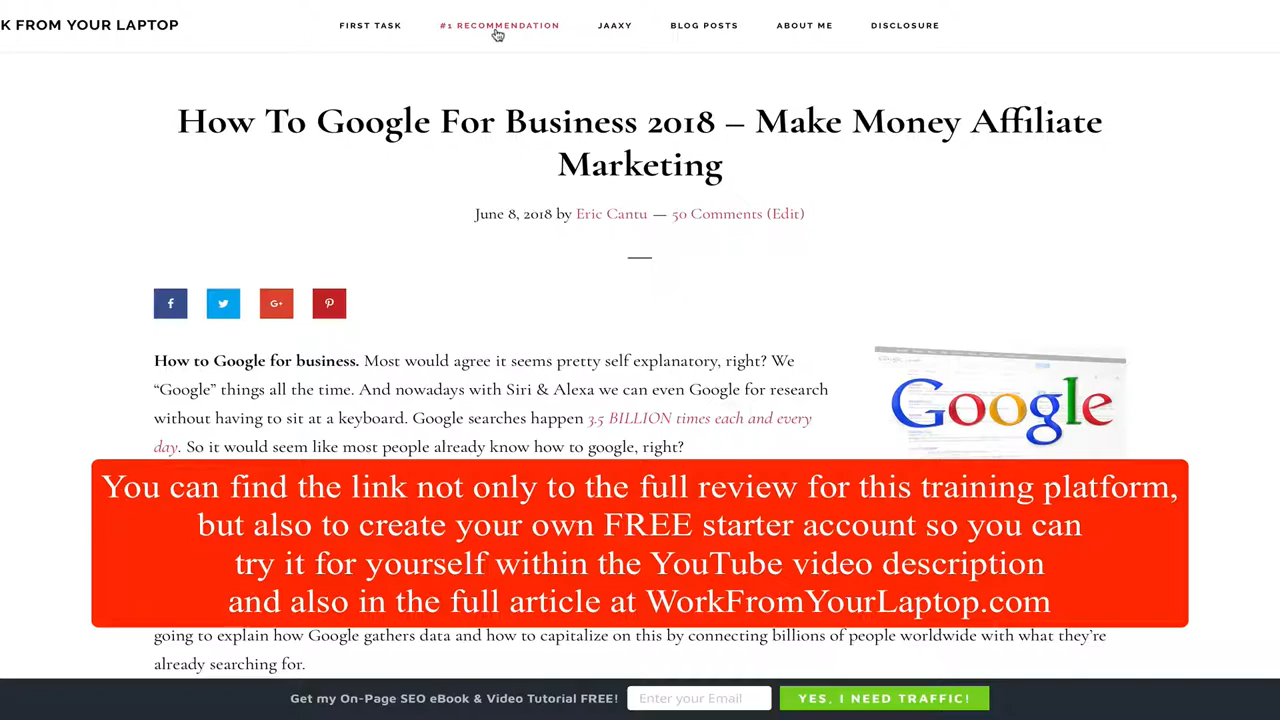 K FROM YOUR LAPTOP
FIRST TASK
#1 RECOMMENDATION
JAAXY
BLOG POSTS
ABOUT ME
DISCLOSURE
How To Google For Business 2018 – Make Money Affiliate
Marketing
June 8, 2018 by Eric Cantu — 50 Comments (Edit)
How to Google for business. Most would agree it seems pretty self explanatory, right? We
“Google” things all the time. And nowadays with Siri & Alexa we can even Google for research
without having to sit at a keyboard. Google searches happen 3.5 BILLION times each and every
day. So it would seem like most people already know how to google, right?
Google
You can find the link not only to the full review for this training platform,
but also to create your own FREE starter account so you can
try it for yourself within the YouTube video description
and also in the full article at WorkFromYourLaptop.com
going to explain how Google gathers data and how to capitalize on this by connecting billions of people worldwide with what they’re
already searching for.
Get my On-Page SEO eBook & Video Tutorial FREE!
Enter your Email
YES, I NEED TRAFFIC!